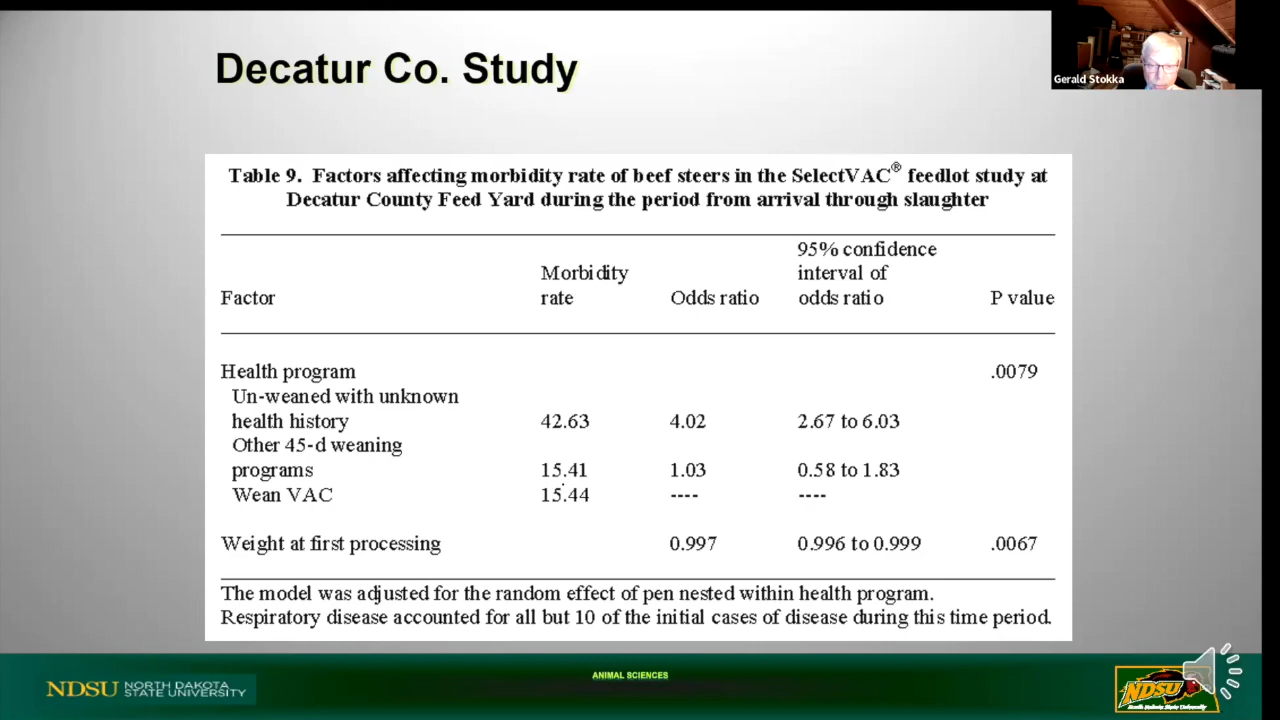 Decatur Co. Study
Gerald Stokka
Table 9. Factors affecting morbidity rate of beef steers in the SelectVAC® feedlot study at
Decatur County Feed Yard during the period from arrival through slaughter
95% confidence
Morbidity interval of
Factor rate Odds ratio odds ratio P value
Health program .0079
Un-weaned with unknown
health history 42.63 4.02 2.67 to 6.03
Other 45-d weaning
programs 15.41 1.03 0.58 to 1.83
Wean VAC 15.44 ---- ----
Weight at first processing 0.997 0.996 to 0.999 .0067
The model was adjusted for the random effect of pen nested within health program.
Respiratory disease accounted for all but 10 of the initial cases of disease during this time period.
ANIMAL SCIENCES
NDSU NORTH DAKOTA
STATE UNIVERSITY
NDSU
North Dakota State University